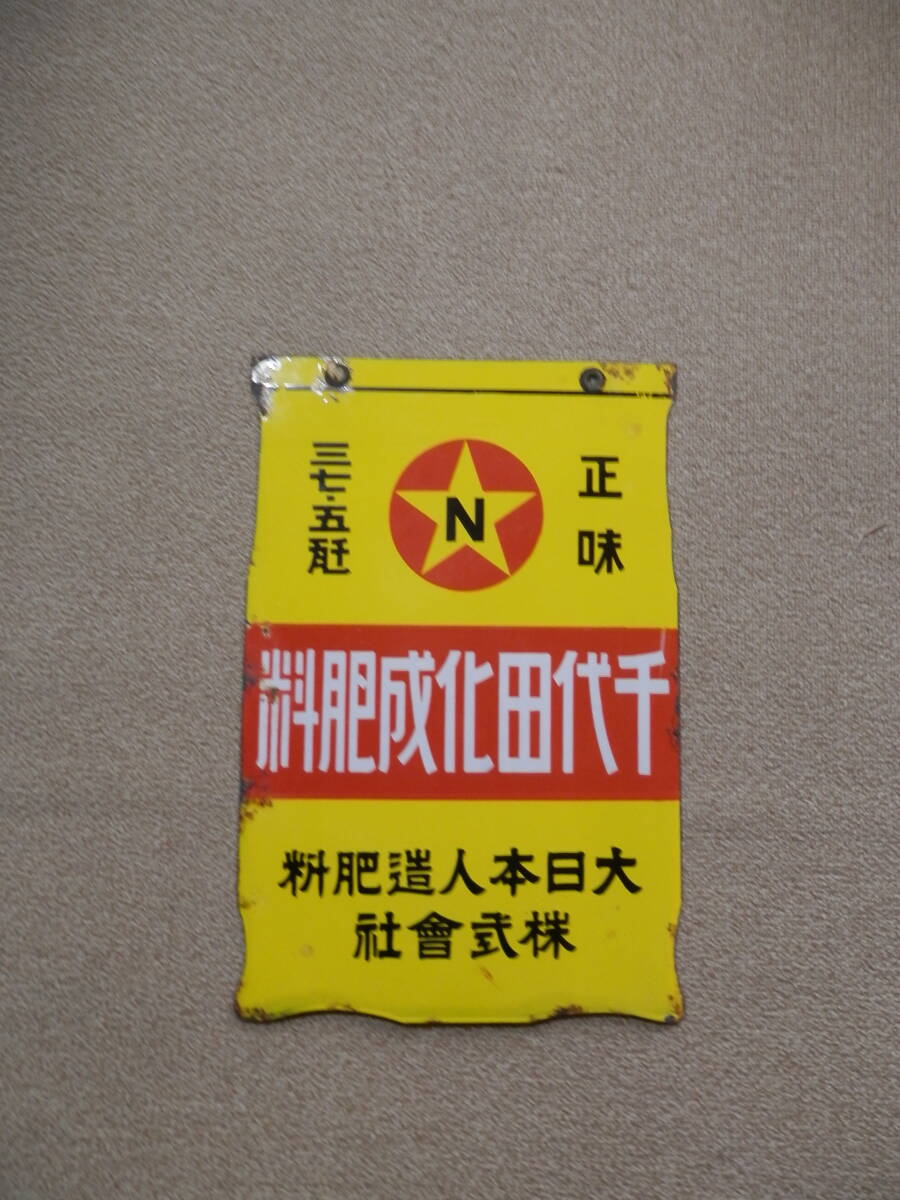 正味
N
三七・五瓩
千代田化成肥料
大日本人造肥料
株式會社